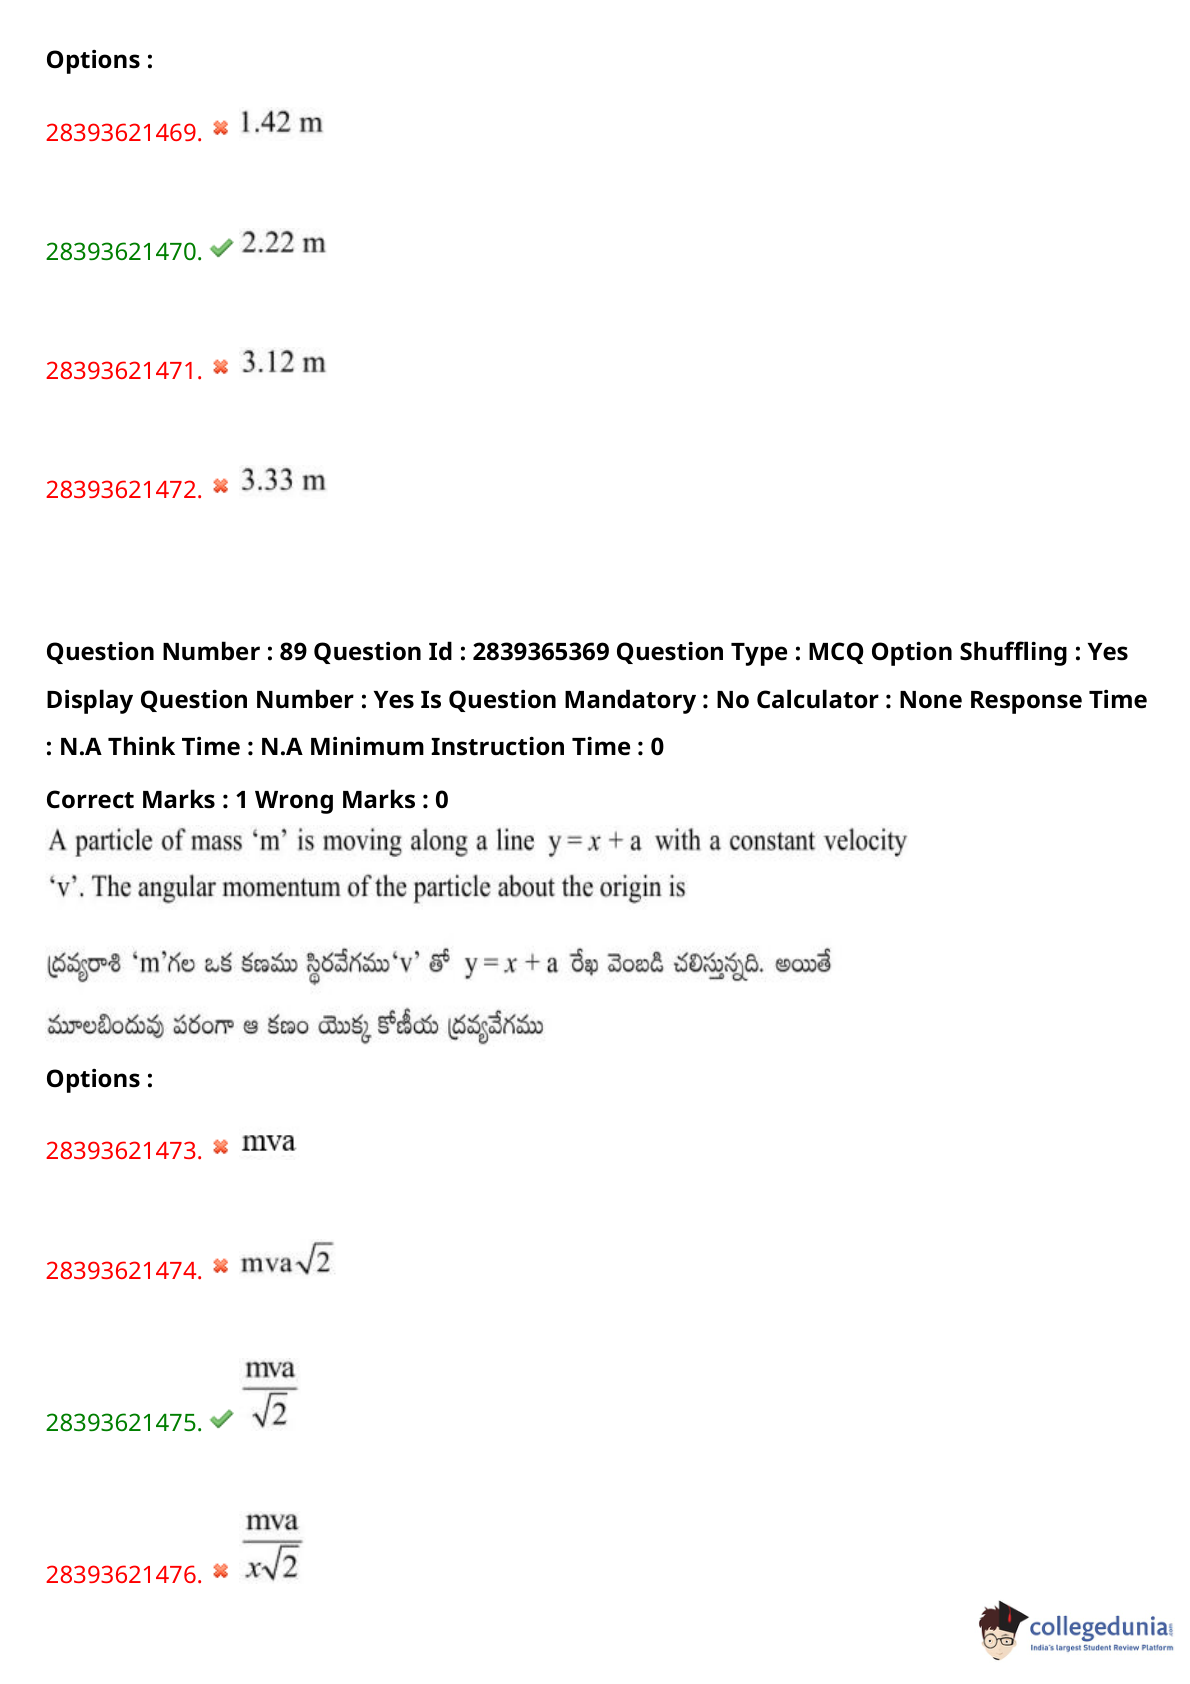 Options :
28393621469. 1.42 m
28393621470. 2.22 m
28393621471. 3.12 m
28393621472. 3.33 m
Question Number : 89 Question Id : 2839365369 Question Type : MCQ Option Shuffling : Yes
Display Question Number : Yes Is Question Mandatory : No Calculator : None Response Time
: N.A Think Time : N.A Minimum Instruction Time : 0
Correct Marks : 1 Wrong Marks : 0
A particle of mass ‘m’ is moving along a line y = x + a with a constant velocity
‘v’. The angular momentum of the particle about the origin is
ద్రవ్యరాశి ‘m’గల ఒక కణము స్థిరవేగము‘v’ తో y = x + a రేఖ వెంబడి చలిస్తున్నది. అయితే
మూలబిందువు పరంగా ఆ కణం యొక్క కోణీయ ద్రవ్యవేగము
Options :
28393621473. mva
28393621474. mva√2
28393621475. mva/√2
28393621476. mva/x√2
collegedunia.com
India's largest Student Review Platform